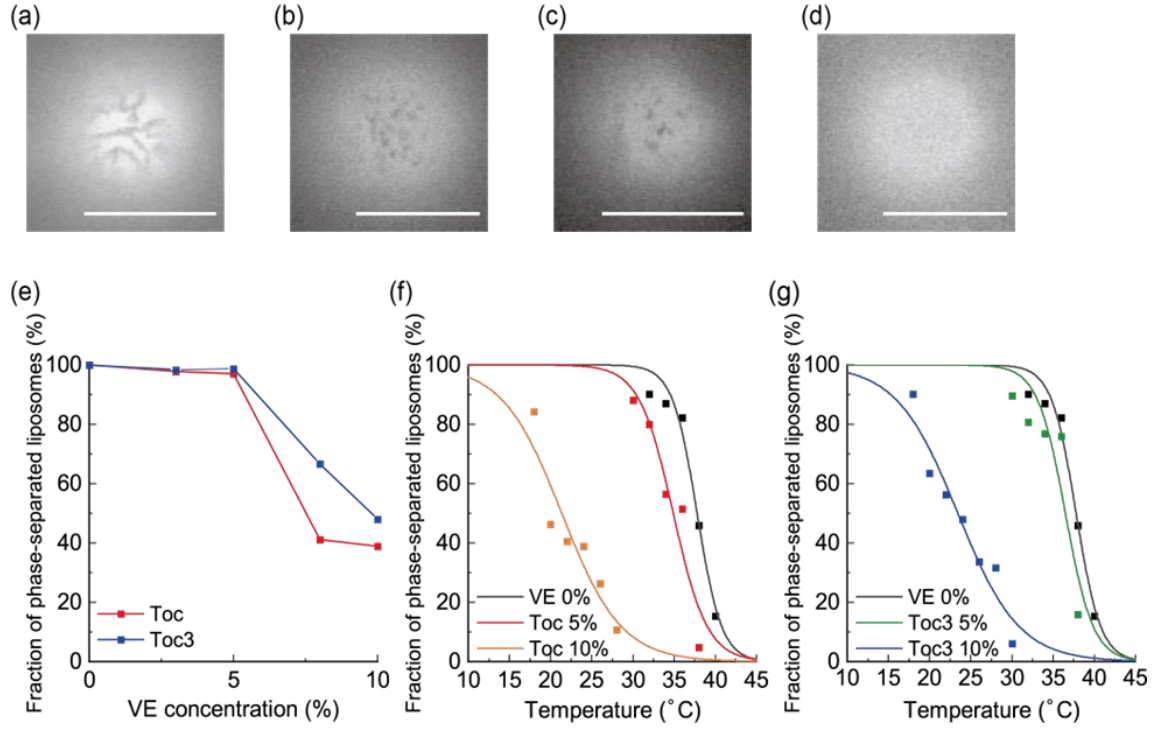 (a)
(b)
(c)
(d)
(e)
Fraction of phase-separated liposomes (%)
100
80
60
40
20
0
Toc
Toc3
0
5
10
VE concentration (%)
(f)
Fraction of phase-separated liposomes (%)
100
80
60
40
20
0
VE 0%
Toc 5%
Toc 10%
10 15 20 25 30 35 40 45
Temperature (°C)
(g)
Fraction of phase-separated liposomes (%)
100
80
60
40
20
0
VE 0%
Toc3 5%
Toc3 10%
10 15 20 25 30 35 40 45
Temperature (°C)